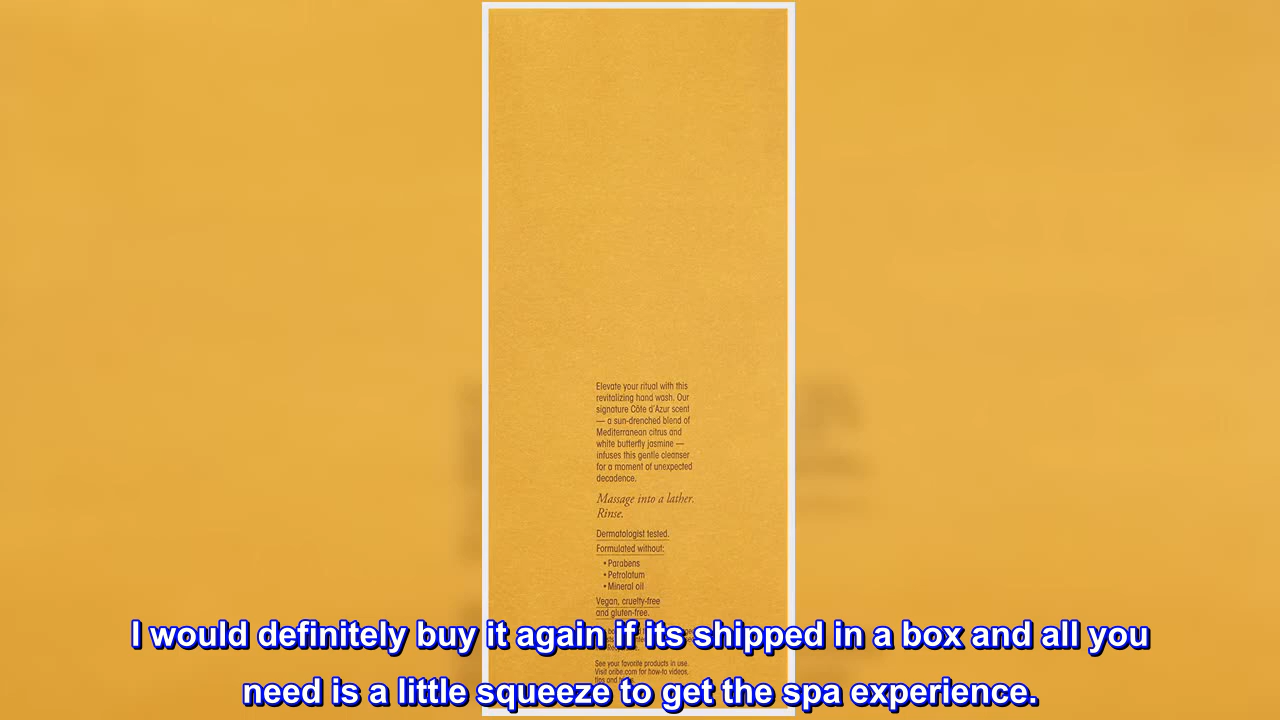 Elevate your ritual with this
revitalizing hand wash. Our
signature Côte d'Azur scent
— a sun-drenched blend of
Mediterranean citrus and
white butterfly jasmine —
infuses this gentle cleanser
for a moment of unexpected
decadence.
Massage into a lather.
Rinse.
Dermatologist tested.
Formulated without:
• Parabens
• Petrolatum
• Mineral oil
Vegan, cruelty-free
and gluten-free.
I would definitely buy it again if its shipped in a box and all you
need is a little squeeze to get the spa experience.
See your favorite products in use.
Visit oribe.com for how-to videos,
tips and